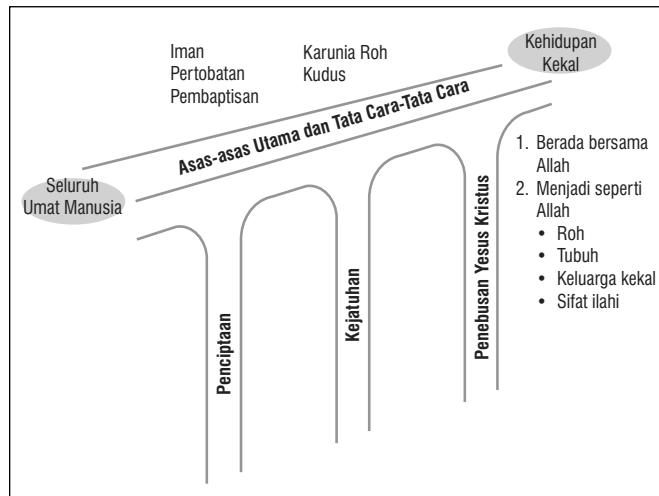 Iman
Pertobatan
Pembaptisan
Karunia Roh
Kudus
Kehidupan
Kekal
Asas-asas Utama dan Tata Cara-Tata Cara
Seluruh
Umat Manusia
Penciptaan
Kejatuhan
Penebusan Yesus Kristus
1. Berada bersama
Allah
2. Menjadi seperti
Allah
• Roh
• Tubuh
• Keluarga kekal
• Sifat ilahi